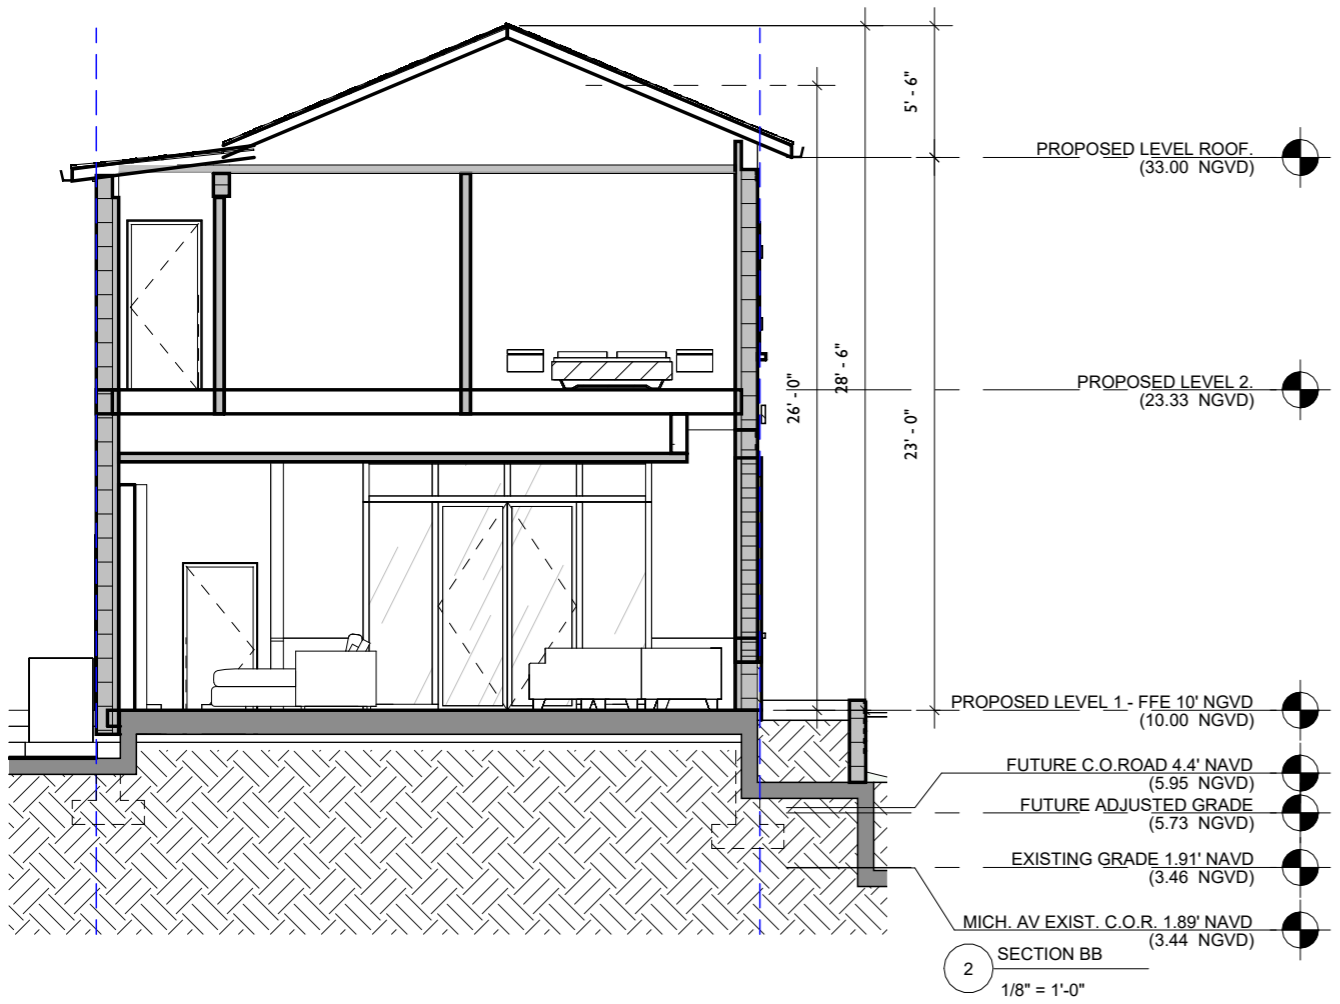 5' - 6"
PROPOSED LEVEL ROOF.
(33.00 NGVD)
28' - 6"
26' -0"
23' - 0"
PROPOSED LEVEL 2.
(23.33 NGVD)
PROPOSED LEVEL 1 - FFE 10' NGVD
(10.00 NGVD)
FUTURE C.O.ROAD 4.4' NAVD
(5.95 NGVD)
FUTURE ADJUSTED GRADE
(5.73 NGVD)
EXISTING GRADE 1.91' NAVD
(3.46 NGVD)
MICH. AV EXIST. C.O.R. 1.89' NAVD
(3.44 NGVD)
2 SECTION BB
1/8" = 1'-0"